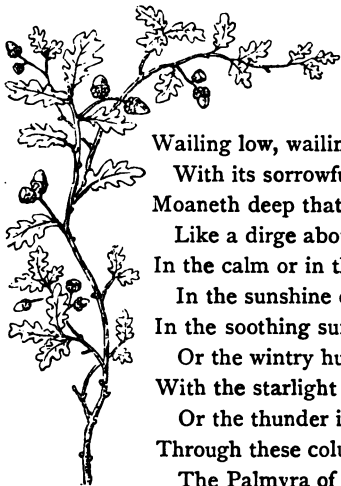 Wailing low, wailin
With its sorrowfu
Moaneth deep that
Like a dirge abo
In the calm or in t
In the sunshine
In the soothing su
Or the wintry hu
With the starlight
Or the thunder i
Through these colu
The Palmyra of